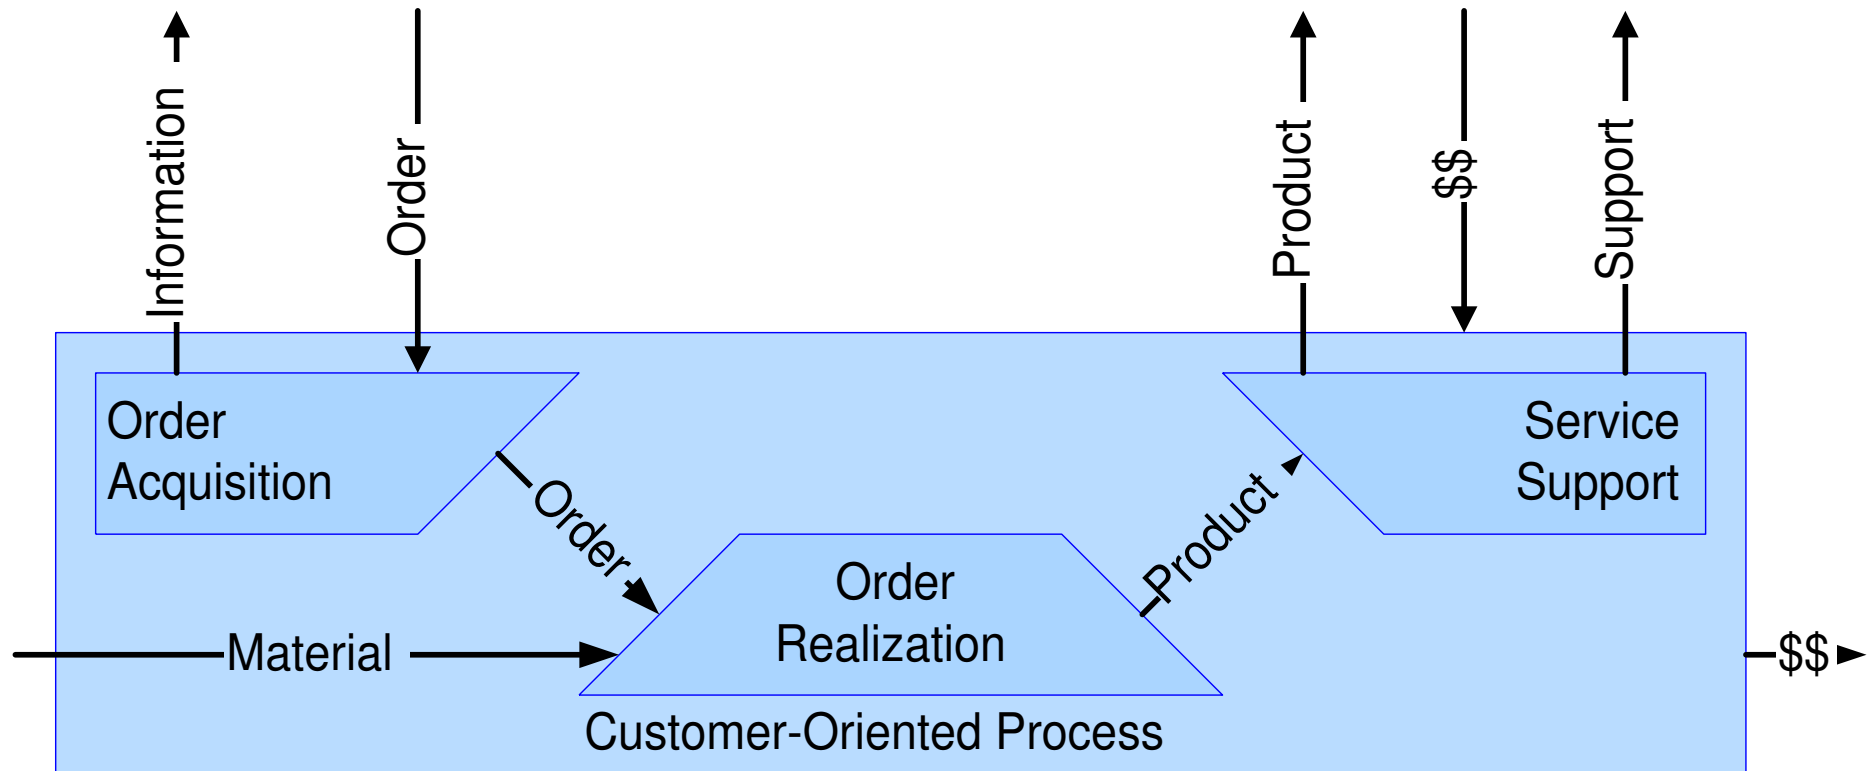 Information
Order
Product
$$
Support
Order
Acquisition
Service
Support
Order
Product
Order
Realization
Material
$$
Customer-Oriented Process